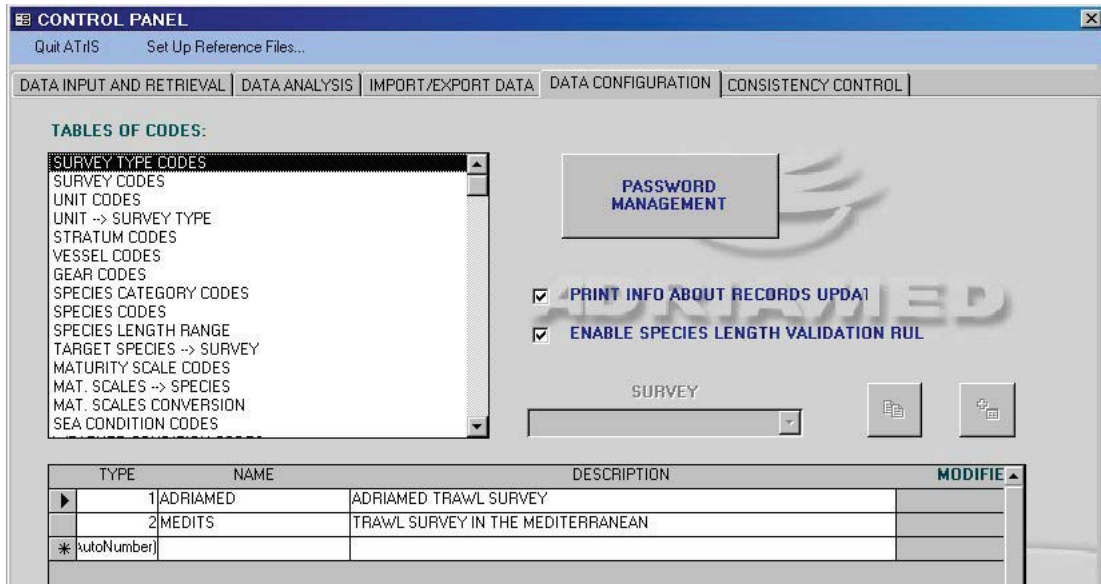 CONTROL PANEL
Quit ATrIS Set Up Reference Files...
DATA INPUT AND RETRIEVAL DATA ANALYSIS IMPORT/EXPORT DATA DATA CONFIGURATION CONSISTENCY CONTROL
TABLES OF CODES:
SURVEY TYPE CODES
SURVEY CODES
UNIT CODES
UNIT --> SURVEY TYPE
STRATUM CODES
VESSEL CODES
GEAR CODES
SPECIES CATEGORY CODES
SPECIES CODES
SPECIES LENGTH RANGE
TARGET SPECIES --> SURVEY
MATURITY SCALE CODES
MAT. SCALES --> SPECIES
MAT. SCALES CONVERSION
SEA CONDITION CODES
PASSWORD
MANAGEMENT
ADRIAMED
PRINT INFO ABOUT RECORDS UPDA
ENABLE SPECIES LENGTH VALIDATION RUL
SURVEY
TYPE NAME DESCRIPTION MODIFIE
1 ADRIAMED ADRIAMED TRAWL SURVEY
2 MEDITS TRAWL SURVEY IN THE MEDITERRANEAN
utoNumber)